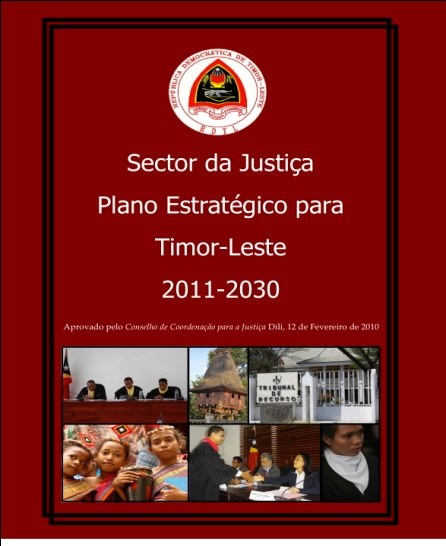 REPÚBLICA DEMOCRÁTICA DE TIMOR-LESTE
RDTL
Sector da Justiça
Plano Estratégico para
Timor-Leste
2011-2030
Aprovado pelo Conselho de Coordenação para a Justiça Dili, 12 de Fevereiro de 2010
TRIBUNAL
DE
RECURSO